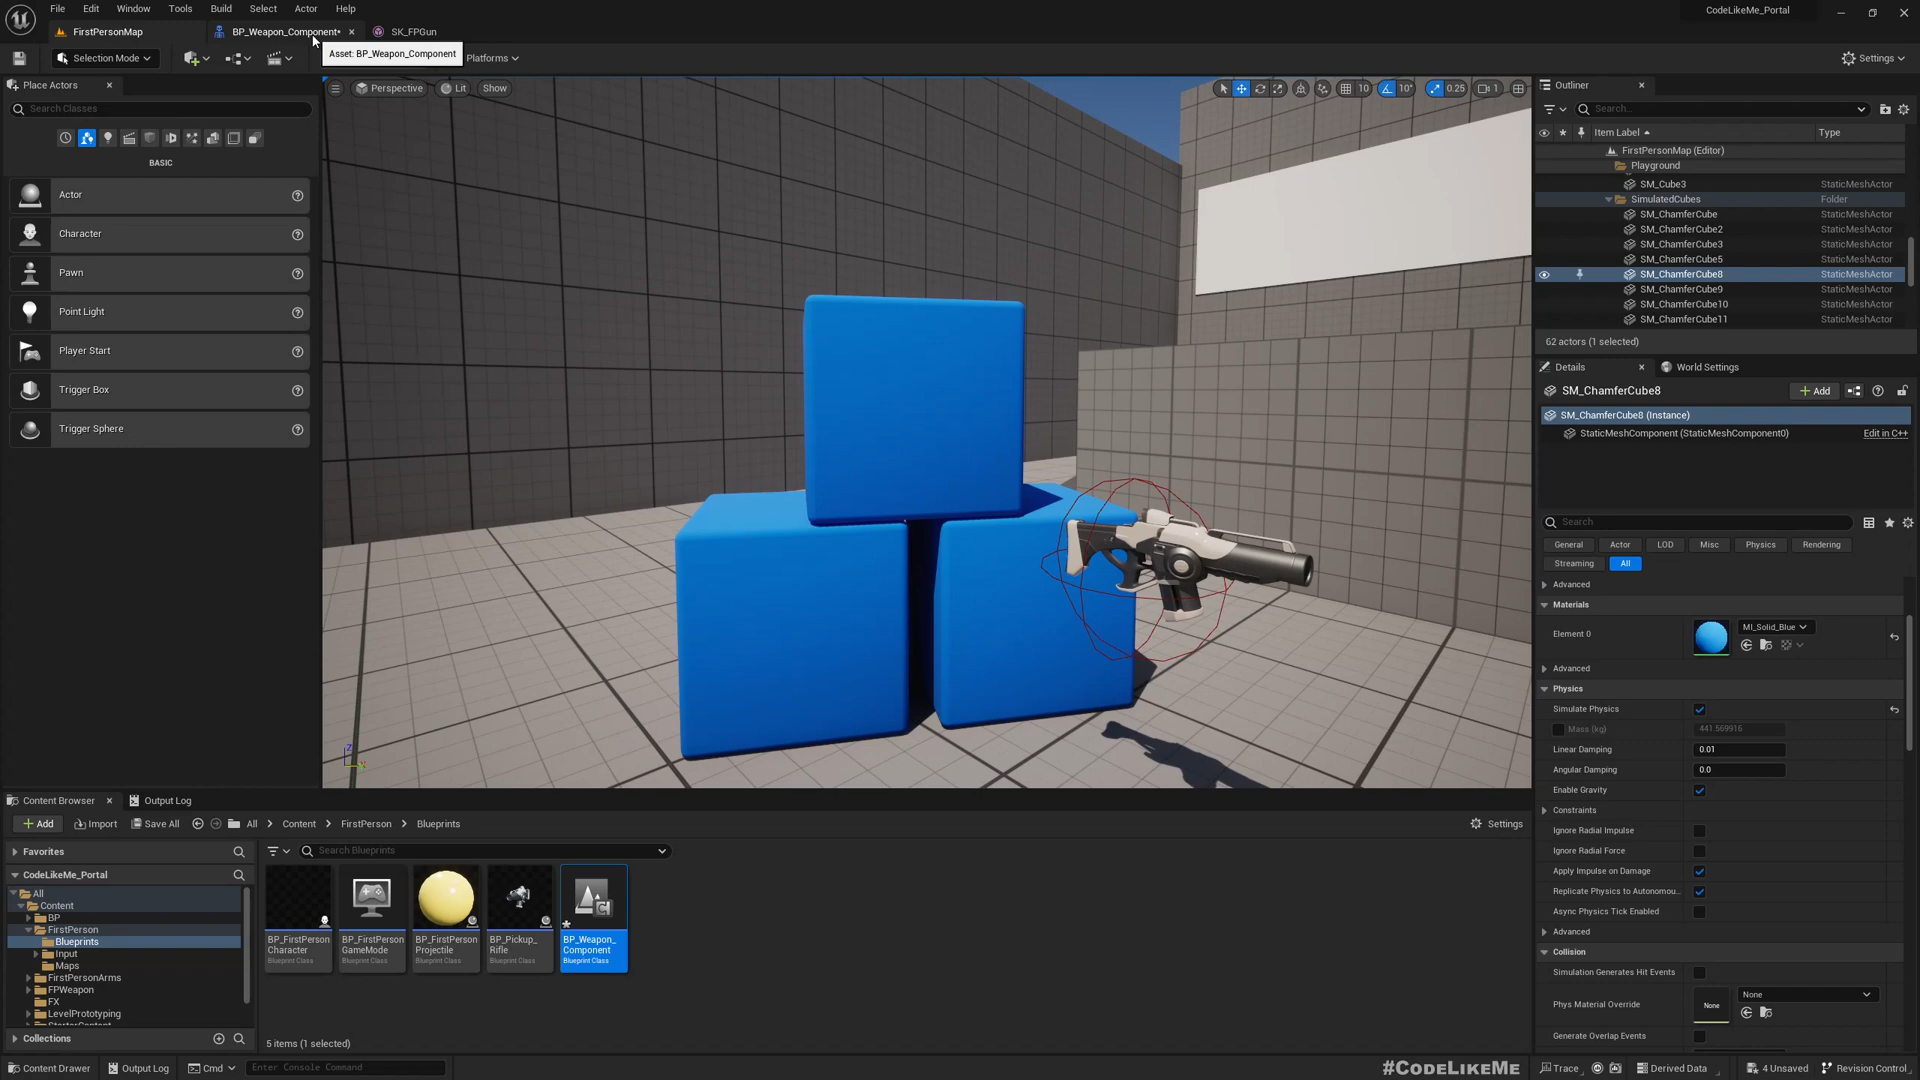 File Edit Window Tools Build Select Actor Help
CodeLikeMe_Portal
FirstPersonMap
BP_Weapon_Component*
SK_FPGun
Asset: BP_Weapon_Component
Selection Mode
Platforms
Settings
Place Actors
Search Classes
BASIC
Actor
Character
Pawn
Point Light
Player Start
Trigger Box
Trigger Sphere
Perspective
Lit
Show
10
10°
0.25
1
Outliner
Search...
Item Label
Type
FirstPersonMap (Editor)
Playground
SM_Cube3 StaticMeshActor
SimulatedCubes Folder
SM_ChamferCube StaticMeshActor
SM_ChamferCube2 StaticMeshActor
SM_ChamferCube3 StaticMeshActor
SM_ChamferCube5 StaticMeshActor
SM_ChamferCube8 StaticMeshActor
SM_ChamferCube9 StaticMeshActor
SM_ChamferCube10 StaticMeshActor
SM_ChamferCube11 StaticMeshActor
62 actors (1 selected)
Details
World Settings
SM_ChamferCube8
Add
SM_ChamferCube8 (Instance)
StaticMeshComponent (StaticMeshComponent0) Edit in C++
Search
General Actor LOD Misc Physics Rendering
Streaming All
Advanced
Materials
Element 0
MI_Solid_Blue
Advanced
Physics
Simulate Physics
Mass (kg) 441.569916
Linear Damping 0.01
Angular Damping 0.0
Enable Gravity
Constraints
Ignore Radial Impulse
Ignore Radial Force
Apply Impulse on Damage
Replicate Physics to Autonomou...
Async Physics Tick Enabled
Advanced
Collision
Simulation Generates Hit Events
Phys Material Override
None
None
Generate Overlap Events
Z
Content Browser
Output Log
Add
Import
Save All
All
Content
FirstPerson
Blueprints
Settings
Favorites
CodeLikeMe_Portal
All
Content
BP
FirstPerson
Blueprints
Input
Maps
FirstPersonArms
FPWeapon
FX
LevelPrototyping
StarterContent
Collections
Search Blueprints
BP_FirstPerson
Character
Blueprint Class
BP_FirstPerson
GameMode
Blueprint Class
BP_FirstPerson
Projectile
Blueprint Class
BP_Pickup_
Rifle
Blueprint Class
BP_Weapon_
Component
Blueprint Class
5 items (1 selected)
Content Drawer
Output Log
Cmd
Enter Console Command
#CODELIKEME
Trace
Derived Data
4 Unsaved
Revision Control